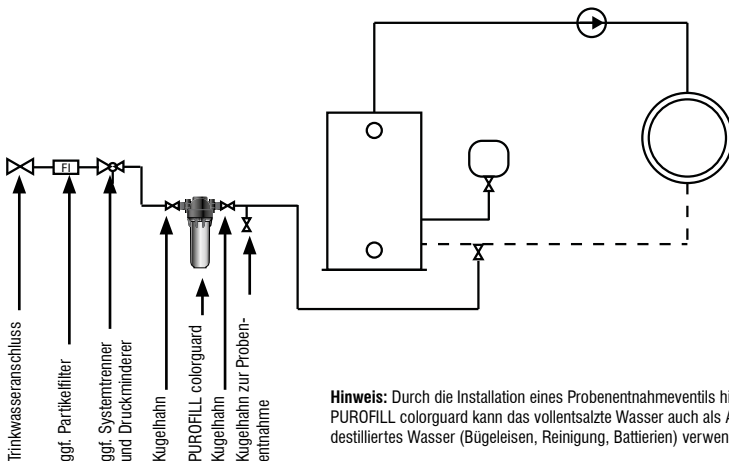 FI
Trinkwasseranschluss
ggf. Partikelfilter
ggf. Systemtrenner
und Druckminderer
Kugelhahn
PUROFILL colorguard
Kugelhahn
Kugelhahn zur Proben-
entnahme
Hinweis: Durch die Installation eines Probenentnahmeventils hi
PUROFILL colorguard kann das vollentsalzte Wasser auch als A
destilliertes Wasser (Bügeleisen, Reinigung, Battierien) verwen